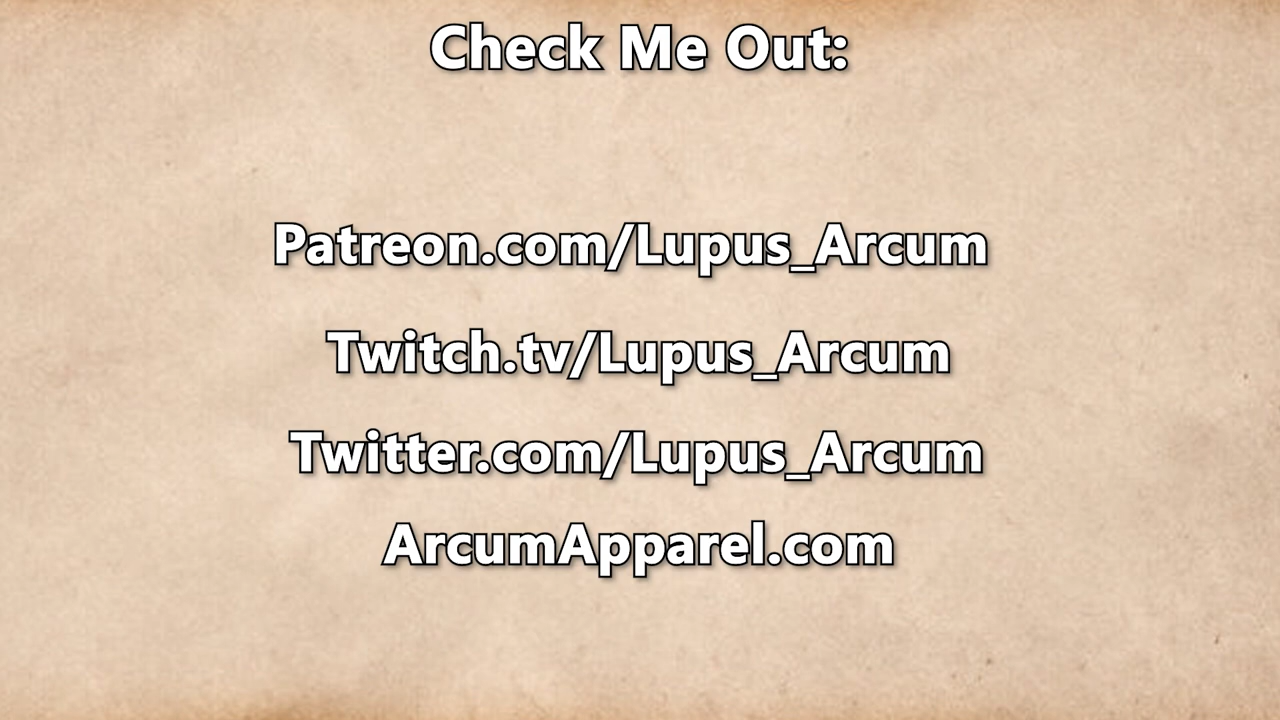 Check Me Out:
Patreon.com/Lupus_Arcum
Twitch.tv/Lupus_Arcum
Twitter.com/Lupus_Arcum
ArcumApparel.com